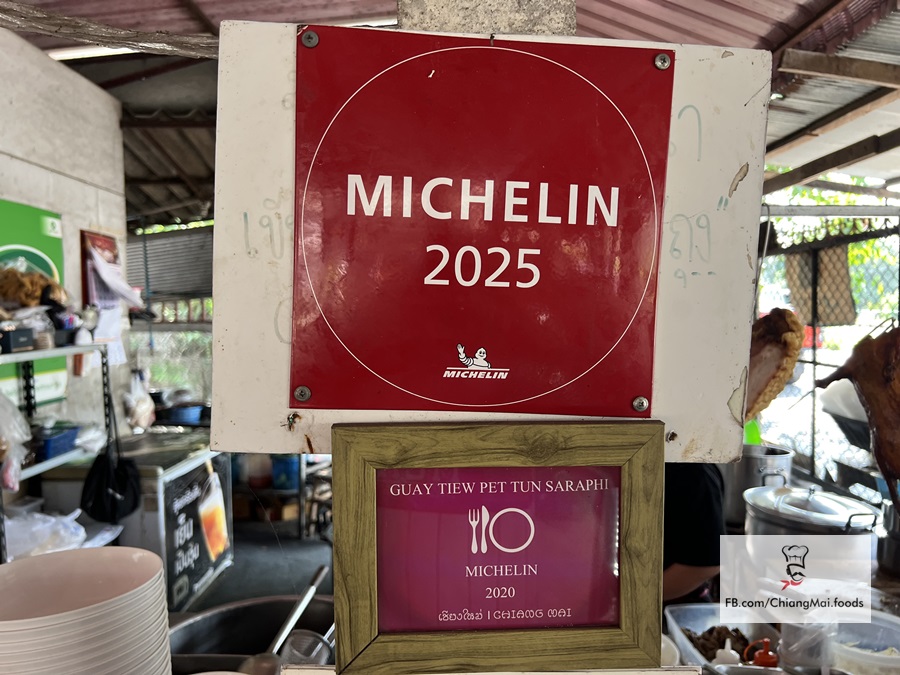 MICHELIN
2025
MICHELIN
GUAY TIEW PET TUN SARAPHI
MICHELIN
2020
เชียงใหม่ | CHIANG MAI
FB.com/ChiangMai.foods